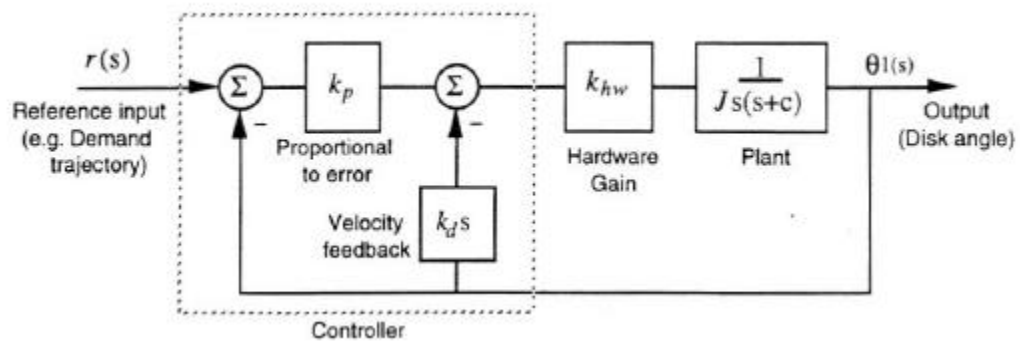 r(s)
Reference input
(e.g. Demand
trajectory)
Σ
–
k_p
Proportional
to error
Σ
–
Velocity
feedback
k_d s
Controller
k_hw
Hardware
Gain
1
Js(s+c)
Plant
θ1(s)
Output
(Disk angle)